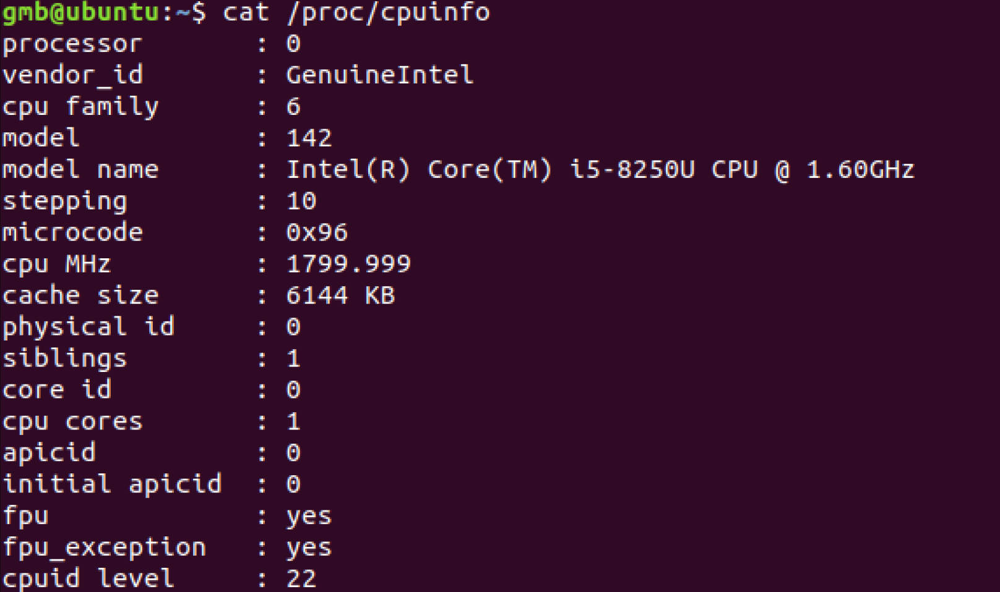 gmb@ubuntu:~$ cat /proc/cpuinfo
processor : 0
vendor_id : GenuineIntel
cpu family : 6
model : 142
model name : Intel(R) Core(TM) i5-8250U CPU @ 1.60GHz
stepping : 10
microcode : 0x96
cpu MHz : 1799.999
cache size : 6144 KB
physical id : 0
siblings : 1
core id : 0
cpu cores : 1
apicid : 0
initial apicid : 0
fpu : yes
fpu_exception : yes
cpuid level : 22